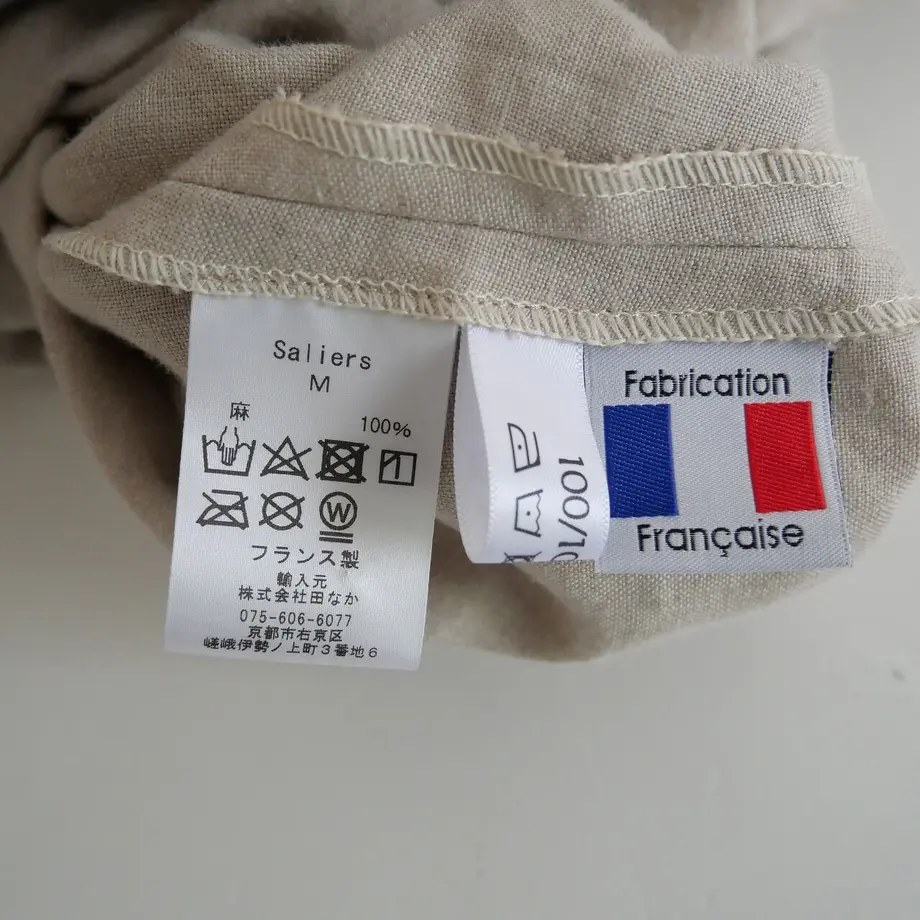 Saliers
M
麻
100%
W
フランス製
輸入元
株式会社田なか
075-606-6077
京都市右京区
嵯峨伊勢ノ上町3番地6
Fabrication
Française